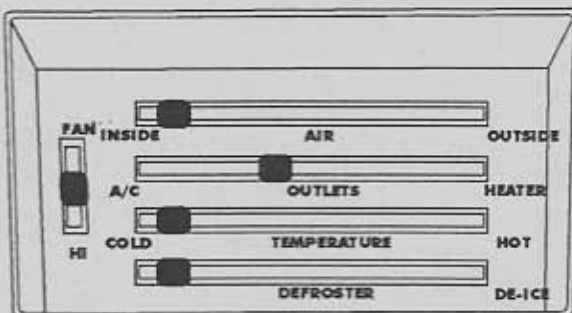 FAN
INSIDE AIR OUTSIDE
A/C OUTLETS HEATER
HI
COLD TEMPERATURE HOT
DEFROSTER DE-ICE